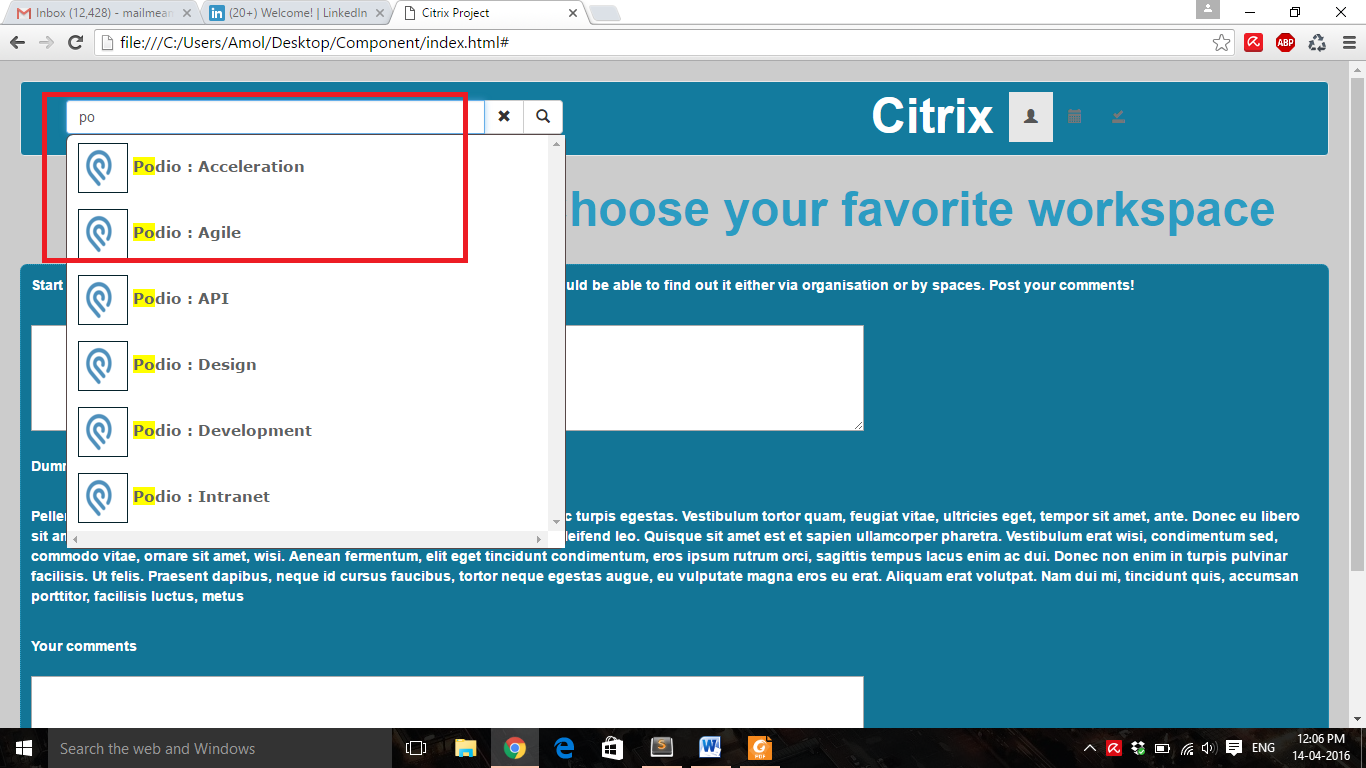 Inbox (12,428) - mailmean
(20+) Welcome! | LinkedIn
Citrix Project
file:///C:/Users/Amol/Desktop/Component/index.html#
ABP
po
Citrix
Podio : Acceleration
hoose your favorite workspace
Podio : Agile
Start
uld be able to find out it either via organisation or by spaces. Post your comments!
Podio : API
Podio : Design
Podio : Development
Dumm
Podio : Intranet
Peller
c turpis egestas. Vestibulum tortor quam, feugiat vitae, ultricies eget, tempor sit amet, ante. Donec eu libero
sit am
leifend leo. Quisque sit amet est et sapien ullamcorper pharetra. Vestibulum erat wisi, condimentum sed,
commodo vitae, ornare sit amet, wisi. Aenean fermentum, elit eget tincidunt condimentum, eros ipsum rutrum orci, sagittis tempus lacus enim ac dui. Donec non enim in turpis pulvinar
facilisis. Ut felis. Praesent dapibus, neque id cursus faucibus, tortor neque egestas augue, eu vulputate magna eros eu erat. Aliquam erat volutpat. Nam dui mi, tincidunt quis, accumsan
porttitor, facilisis luctus, metus
Your comments
Search the web and Windows
PDF
ENG
12:06 PM
14-04-2016